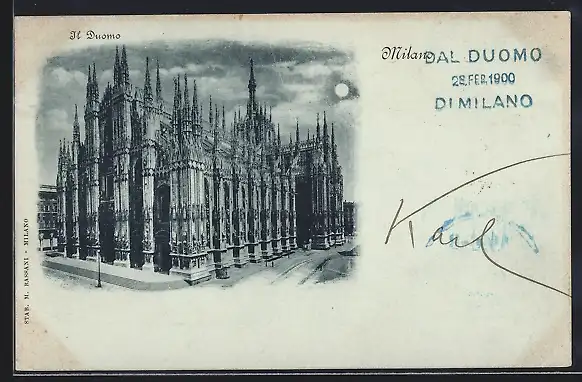 Il Duomo
Milano
DAL DUOMO
28.FEB.1900
DI MILANO
Karl
STAB. M. BASSANI - MILANO